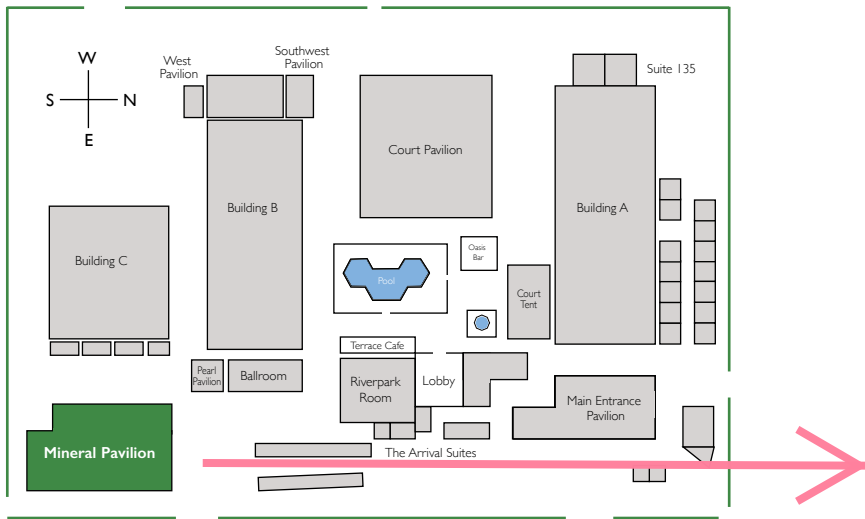 W
S
N
E
West
Pavilion
Southwest
Pavilion
Suite 135
Court Pavilion
Building B
Building A
Building C
Oasis
Bar
Pool
Court
Tent
Terrace Cafe
Pearl
Pavilion
Ballroom
Riverpark
Room
Lobby
Main Entrance
Pavilion
Mineral Pavilion
The Arrival Suites